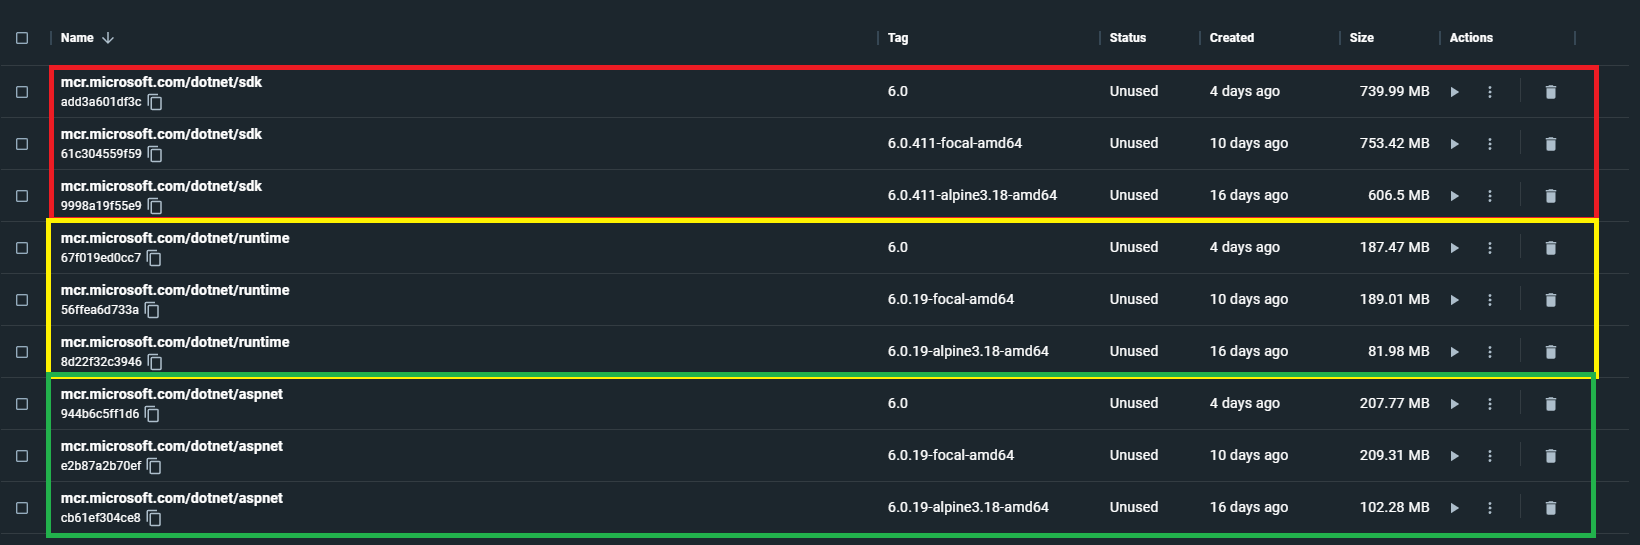 Name Tag Status Created Size Actions
mcr.microsoft.com/dotnet/sdk
add3a601df3c 6.0 Unused 4 days ago 739.99 MB
mcr.microsoft.com/dotnet/sdk
61c304559f59 6.0.411-focal-amd64 Unused 10 days ago 753.42 MB
mcr.microsoft.com/dotnet/sdk
9998a19f55e9 6.0.411-alpine3.18-amd64 Unused 16 days ago 606.5 MB
mcr.microsoft.com/dotnet/runtime
67f019ed0cc7 6.0 Unused 4 days ago 187.47 MB
mcr.microsoft.com/dotnet/runtime
56ffea6d733a 6.0.19-focal-amd64 Unused 10 days ago 189.01 MB
mcr.microsoft.com/dotnet/runtime
8d22f32c3946 6.0.19-alpine3.18-amd64 Unused 16 days ago 81.98 MB
mcr.microsoft.com/dotnet/aspnet
944b6c5ff1d6 6.0 Unused 4 days ago 207.77 MB
mcr.microsoft.com/dotnet/aspnet
e2b87a2b70ef 6.0.19-focal-amd64 Unused 10 days ago 209.31 MB
mcr.microsoft.com/dotnet/aspnet
cb61ef304ce8 6.0.19-alpine3.18-amd64 Unused 16 days ago 102.28 MB